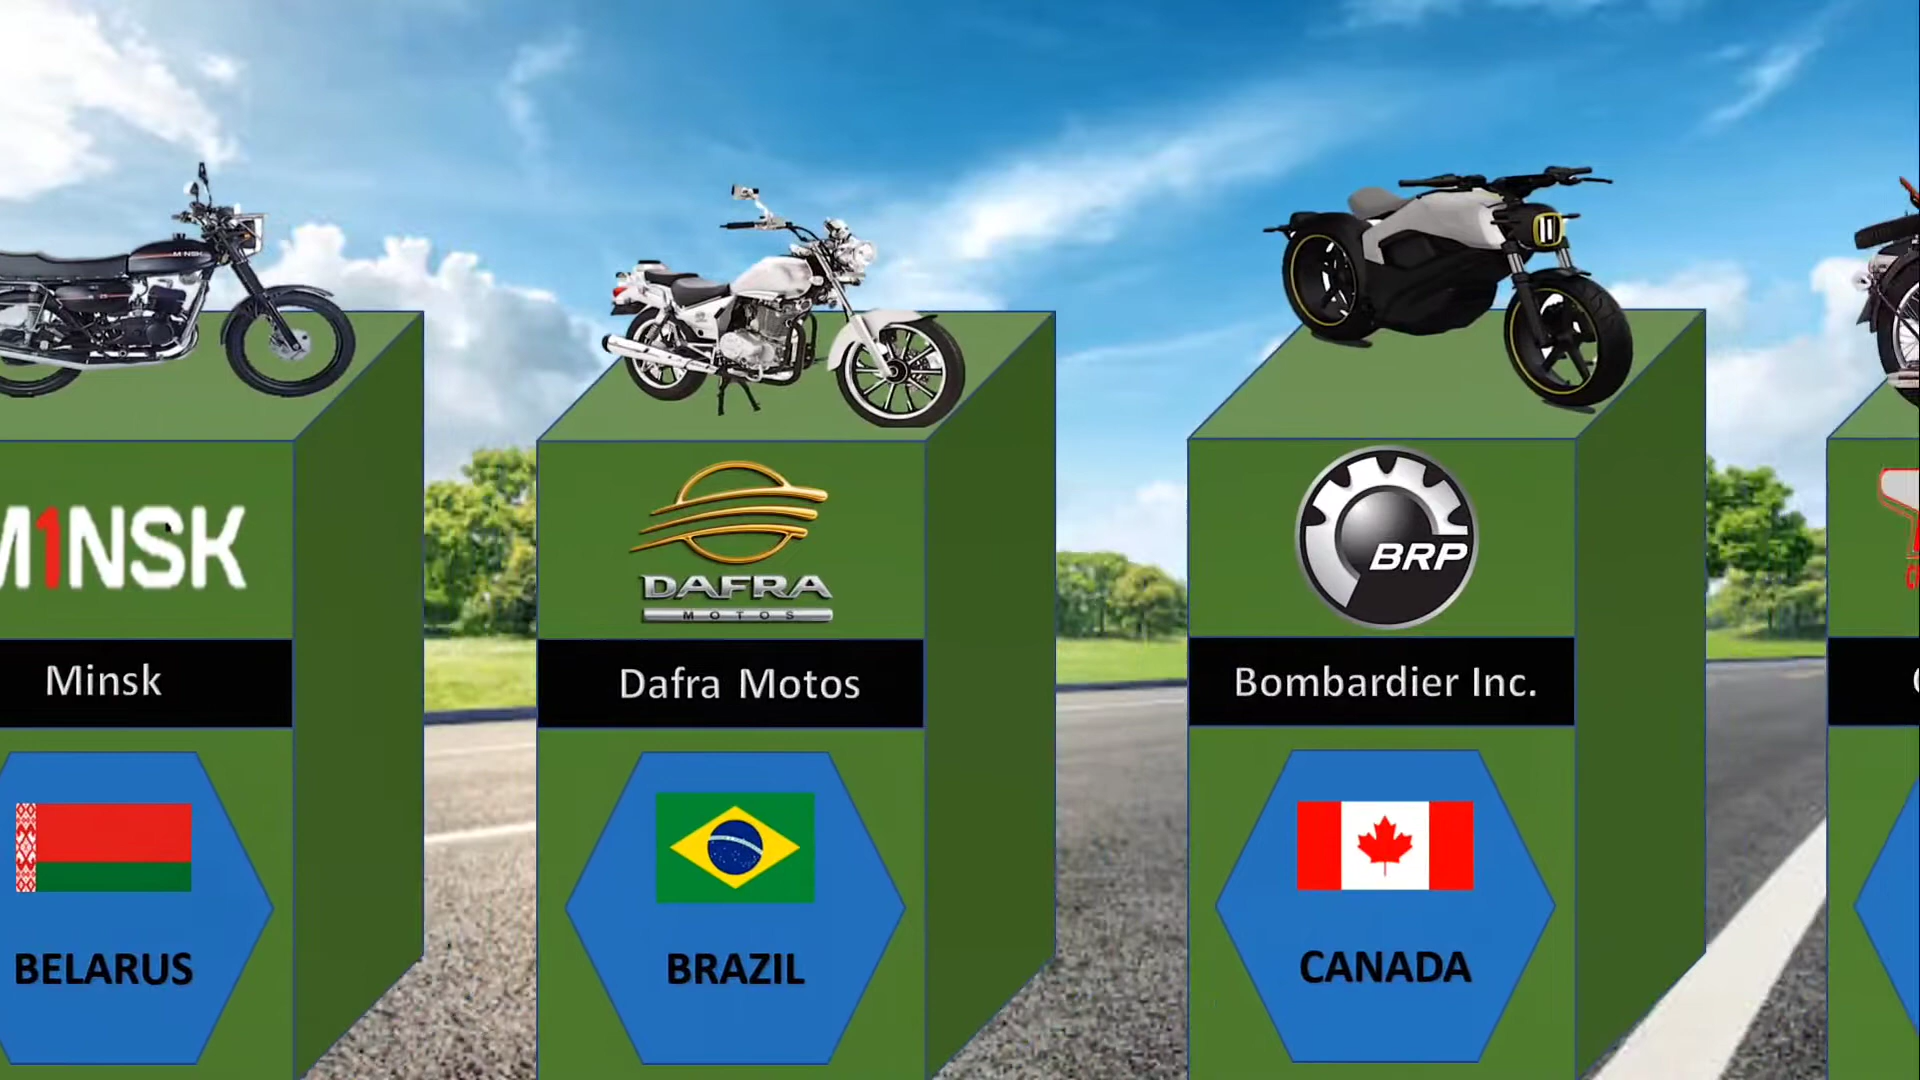 M1NSK
Minsk
BELARUS
DAFRA
MOTOS
Dafra Motos
BRAZIL
BRP
Bombardier Inc.
CANADA